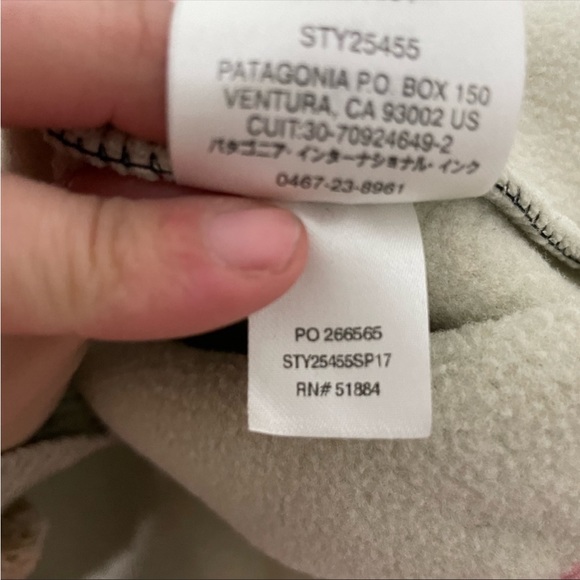 STY25455
PATAGONIA P.O. BOX 150
VENTURA, CA 93002 US
CUIT:30-70924649-2
パタゴニア・インターナショナル・インク
0467-23-8961
PO 266565
STY25455SP17
RN# 51884